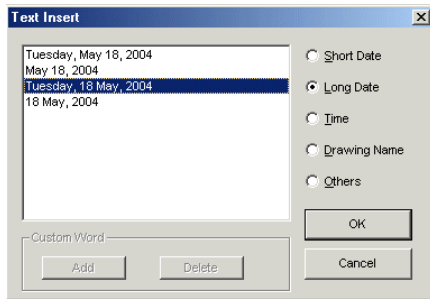 Text Insert
Tuesday, May 18, 2004
May 18, 2004
Tuesday, 18 May, 2004
18 May, 2004
Short Date
Long Date
Time
Drawing Name
Others
Custom Word
Add
Delete
OK
Cancel